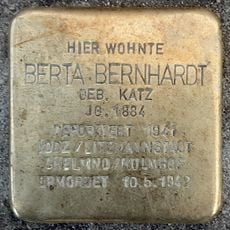 HIER WOHNTE
BERTA BERNHARDT
GEB. KATZ
JG. 1884
DEPORTIERT 1941
LODZ/LITZMANNSTADT
CHELMNO/KULMHOF
ERMORDET 10.5.1942